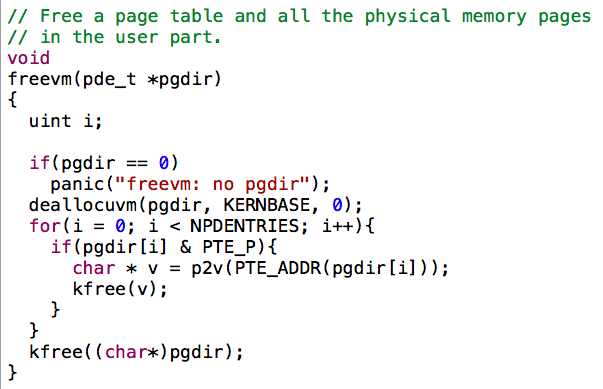 // Free a page table and all the physical memory pages
// in the user part.
void
freevm(pde_t *pgdir)
{
  uint i;

  if(pgdir == 0)
    panic("freevm: no pgdir");
  deallocuvm(pgdir, KERNBASE, 0);
  for(i = 0; i < NPDENTRIES; i++){
    if(pgdir[i] & PTE_P){
      char * v = p2v(PTE_ADDR(pgdir[i]));
      kfree(v);
    }
  }
  kfree((char*)pgdir);
}